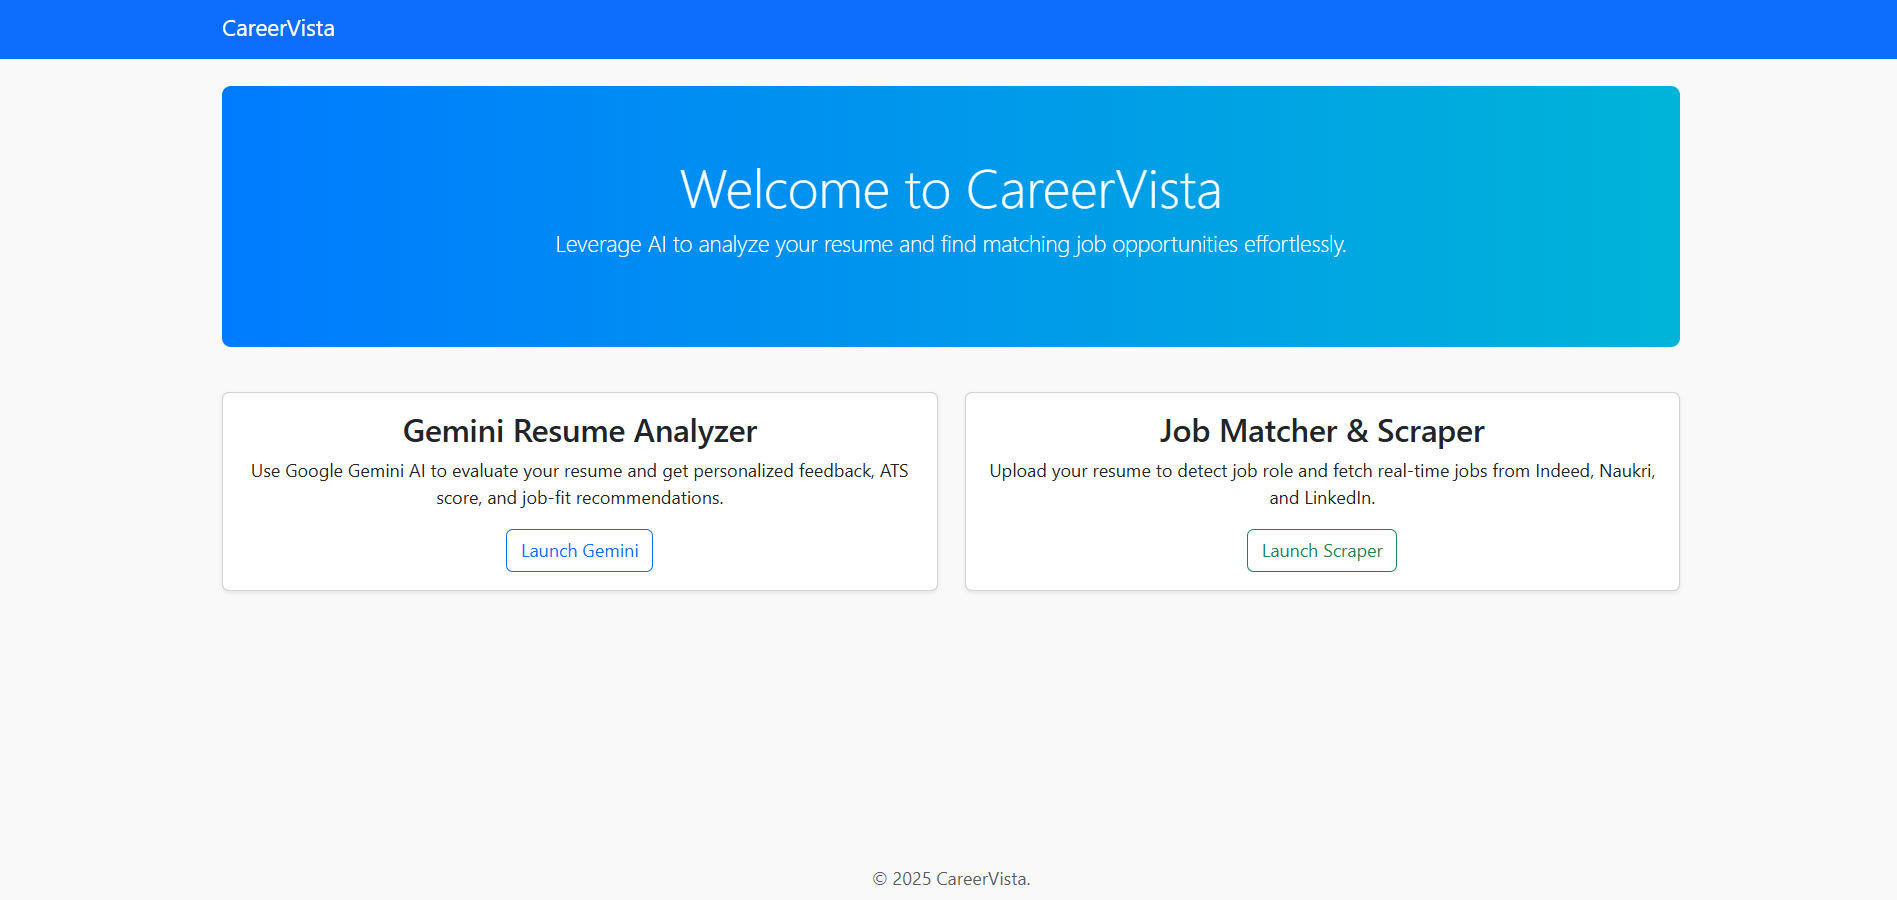 CareerVista
Welcome to CareerVista
Leverage AI to analyze your resume and find matching job opportunities effortlessly.
Gemini Resume Analyzer
Use Google Gemini AI to evaluate your resume and get personalized feedback, ATS
score, and job-fit recommendations.
Launch Gemini
Job Matcher & Scraper
Upload your resume to detect job role and fetch real-time jobs from Indeed, Naukri,
and LinkedIn.
Launch Scraper
© 2025 CareerVista.